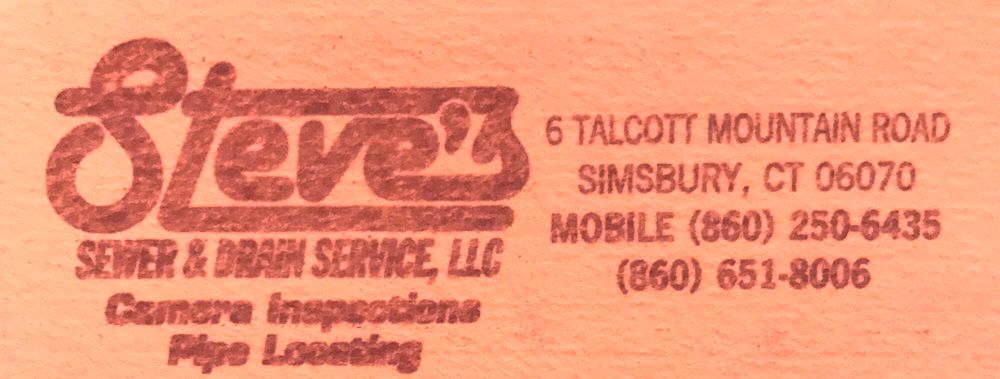 Steve's
SEWER & DRAIN SERVICE, LLC
Camera Inspections
Pipe Locating
6 TALCOTT MOUNTAIN ROAD
SIMSBURY, CT 06070
MOBILE (860) 250-6435
(860) 651-8006